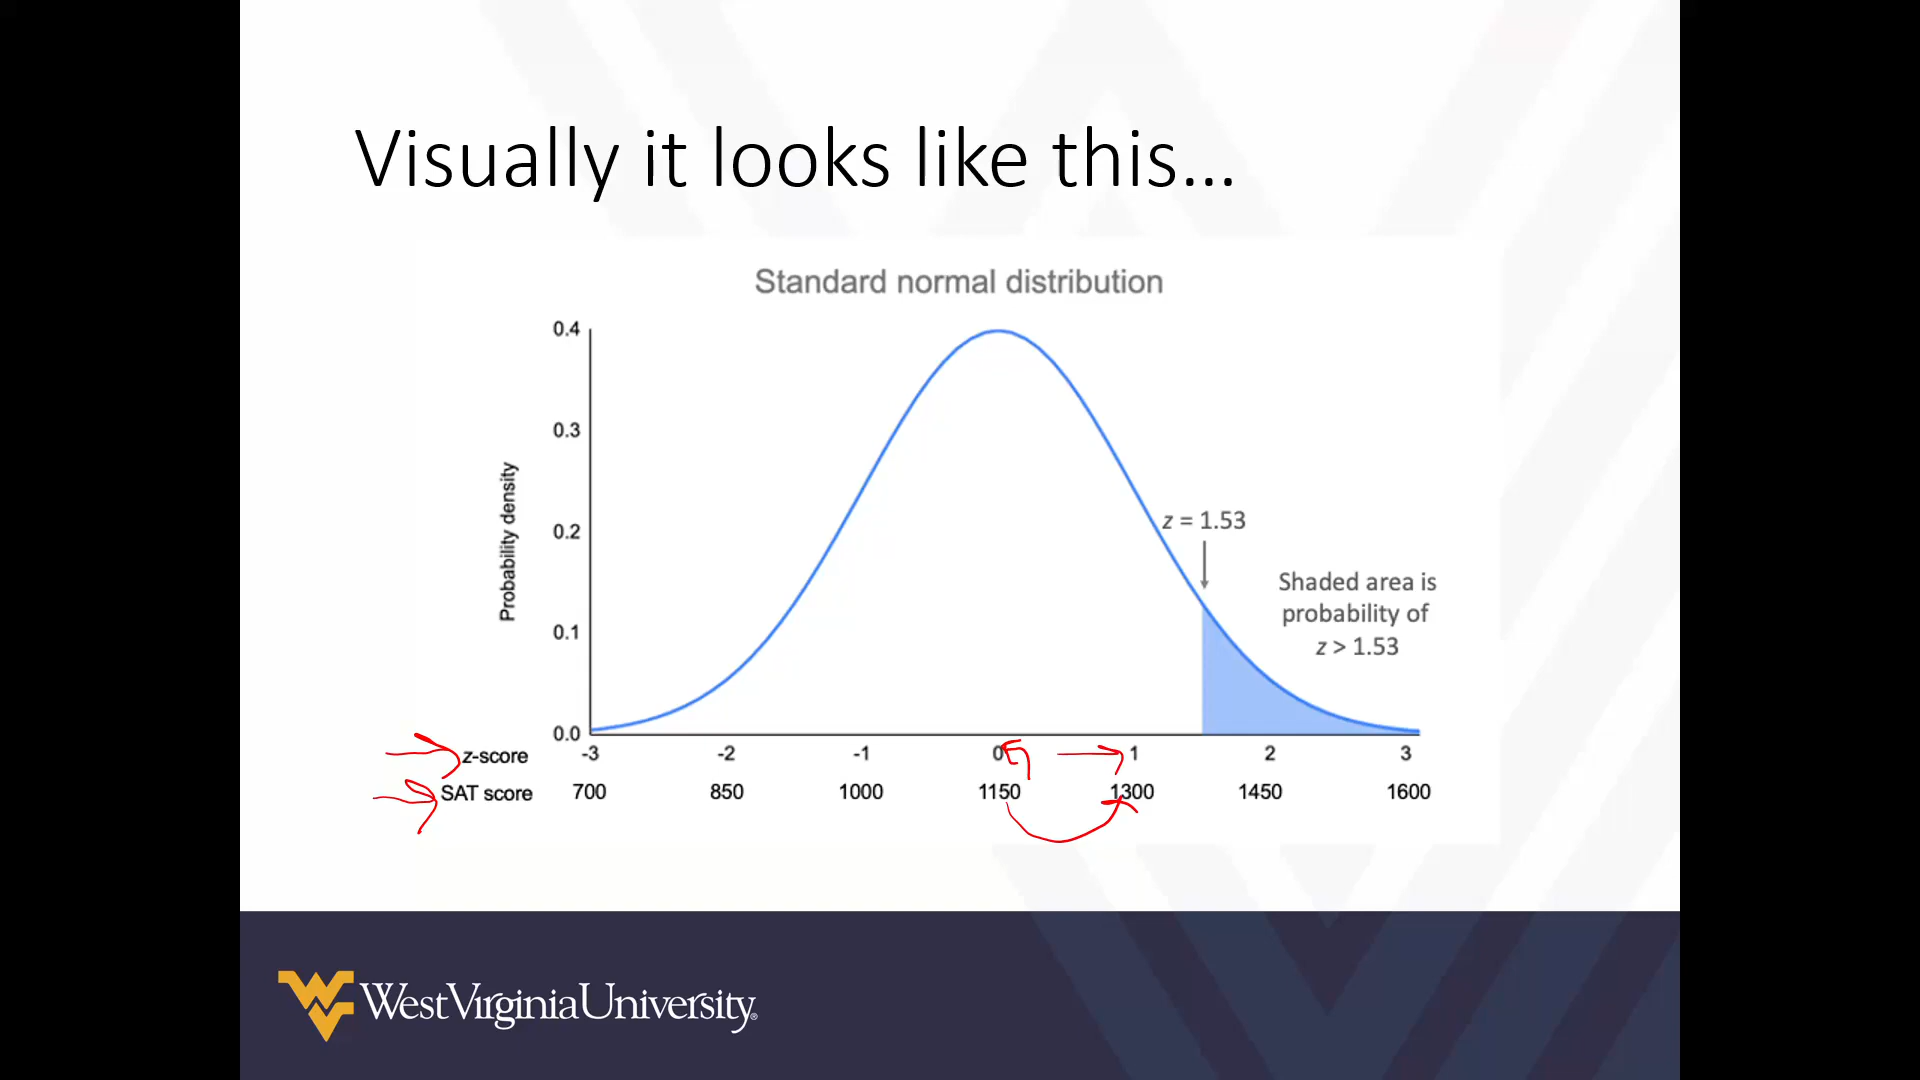 Visually it looks like this...
Standard normal distribution
Probability density
0.4
0.3
0.2
0.1
0.0
z = 1.53
Shaded area is
probability of
z > 1.53
z-score -3 -2 -1 0 1 2 3
SAT score 700 850 1000 1150 1300 1450 1600
WV West Virginia University®